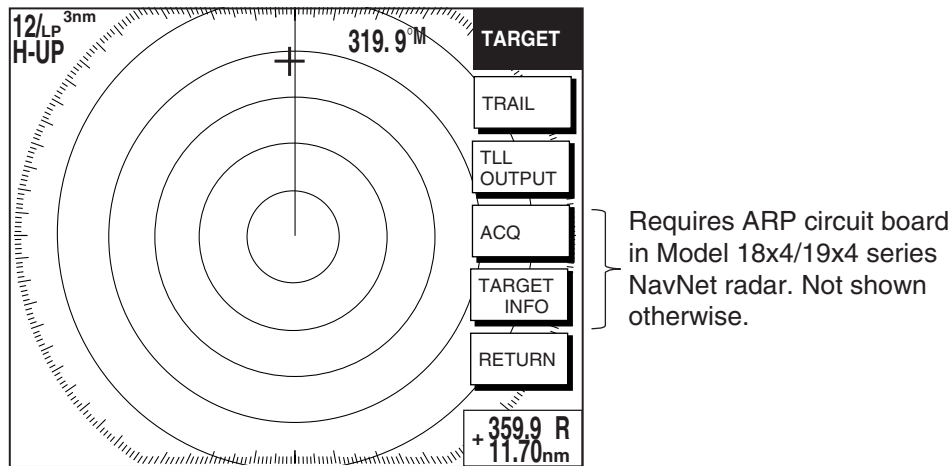 12/LP 3nm
H-UP
319.9°M
TARGET
TRAIL
TLL
OUTPUT
ACQ
TARGET
INFO
RETURN
+ 359.9 R
11.70nm
Requires ARP circuit board
in Model 18x4/19x4 series
NavNet radar. Not shown
otherwise.